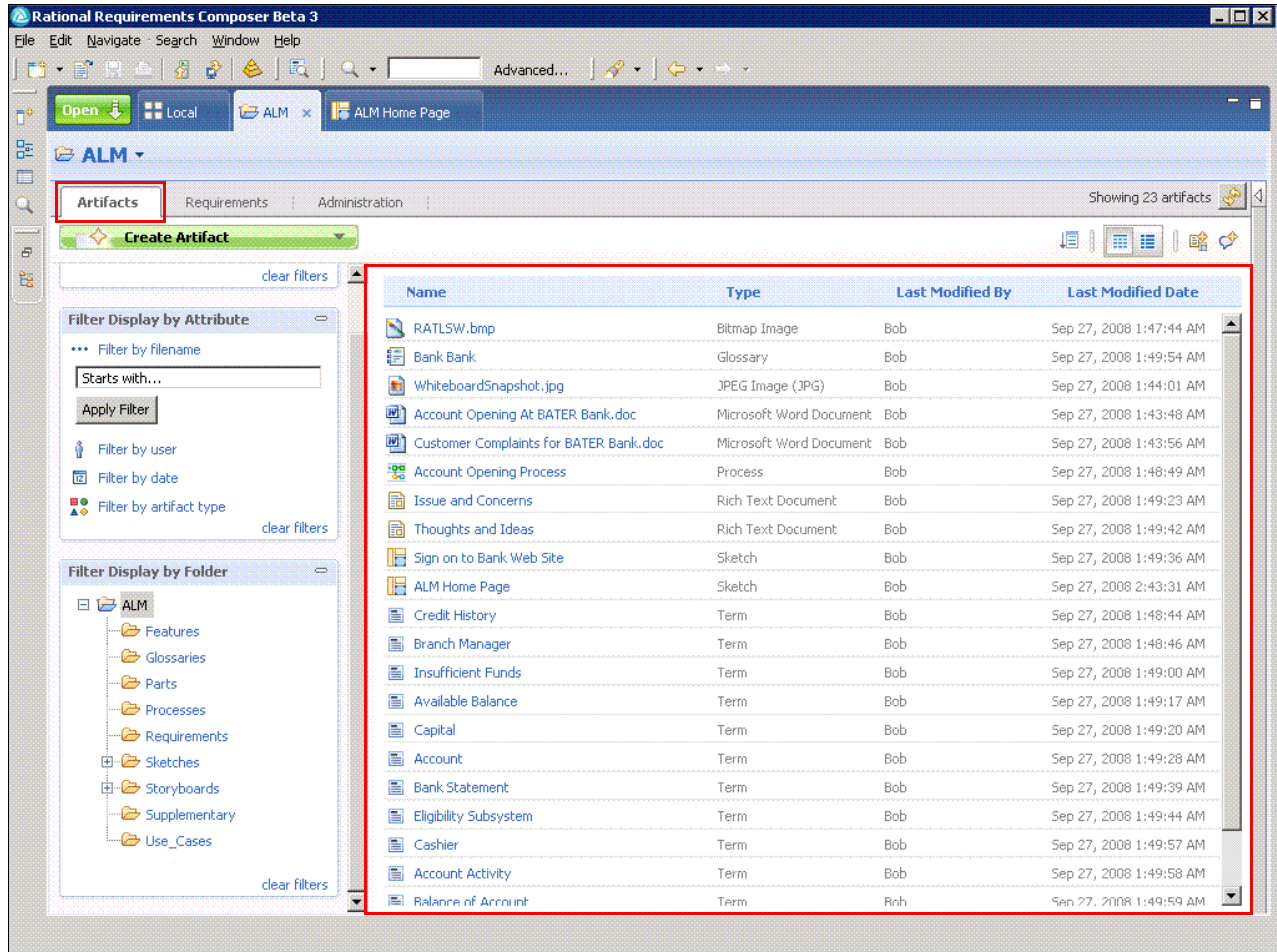 Rational Requirements Composer Beta 3
File Edit Navigate Search Window Help
Advanced...
Open Local ALM ALM Home Page
ALM
Artifacts Requirements Administration Showing 23 artifacts
Create Artifact
clear filters
Filter Display by Attribute
Filter by filename
Starts with...
Apply Filter
Filter by user
12 Filter by date
Filter by artifact type
clear filters
Filter Display by Folder
ALM
Features
Glossaries
Parts
Processes
Requirements
Sketches
Storyboards
Supplementary
Use_Cases
clear filters
Name Type Last Modified By Last Modified Date
RATLSW.bmp Bitmap Image Bob Sep 27, 2008 1:47:44 AM
Bank Bank Glossary Bob Sep 27, 2008 1:49:54 AM
WhiteboardSnapshot.jpg JPEG Image (JPG) Bob Sep 27, 2008 1:44:01 AM
Account Opening At BATER Bank.doc Microsoft Word Document Bob Sep 27, 2008 1:43:48 AM
Customer Complaints for BATER Bank.doc Microsoft Word Document Bob Sep 27, 2008 1:43:56 AM
Account Opening Process Process Bob Sep 27, 2008 1:48:49 AM
Issue and Concerns Rich Text Document Bob Sep 27, 2008 1:49:23 AM
Thoughts and Ideas Rich Text Document Bob Sep 27, 2008 1:49:42 AM
Sign on to Bank Web Site Sketch Bob Sep 27, 2008 1:49:36 AM
ALM Home Page Sketch Bob Sep 27, 2008 2:43:31 AM
Credit History Term Bob Sep 27, 2008 1:48:44 AM
Branch Manager Term Bob Sep 27, 2008 1:48:46 AM
Insufficient Funds Term Bob Sep 27, 2008 1:49:00 AM
Available Balance Term Bob Sep 27, 2008 1:49:17 AM
Capital Term Bob Sep 27, 2008 1:49:20 AM
Account Term Bob Sep 27, 2008 1:49:28 AM
Bank Statement Term Bob Sep 27, 2008 1:49:39 AM
Eligibility Subsystem Term Bob Sep 27, 2008 1:49:44 AM
Cashier Term Bob Sep 27, 2008 1:49:57 AM
Account Activity Term Bob Sep 27, 2008 1:49:58 AM
Balance of Account Term Bob Sep 27, 2008 1:49:59 AM